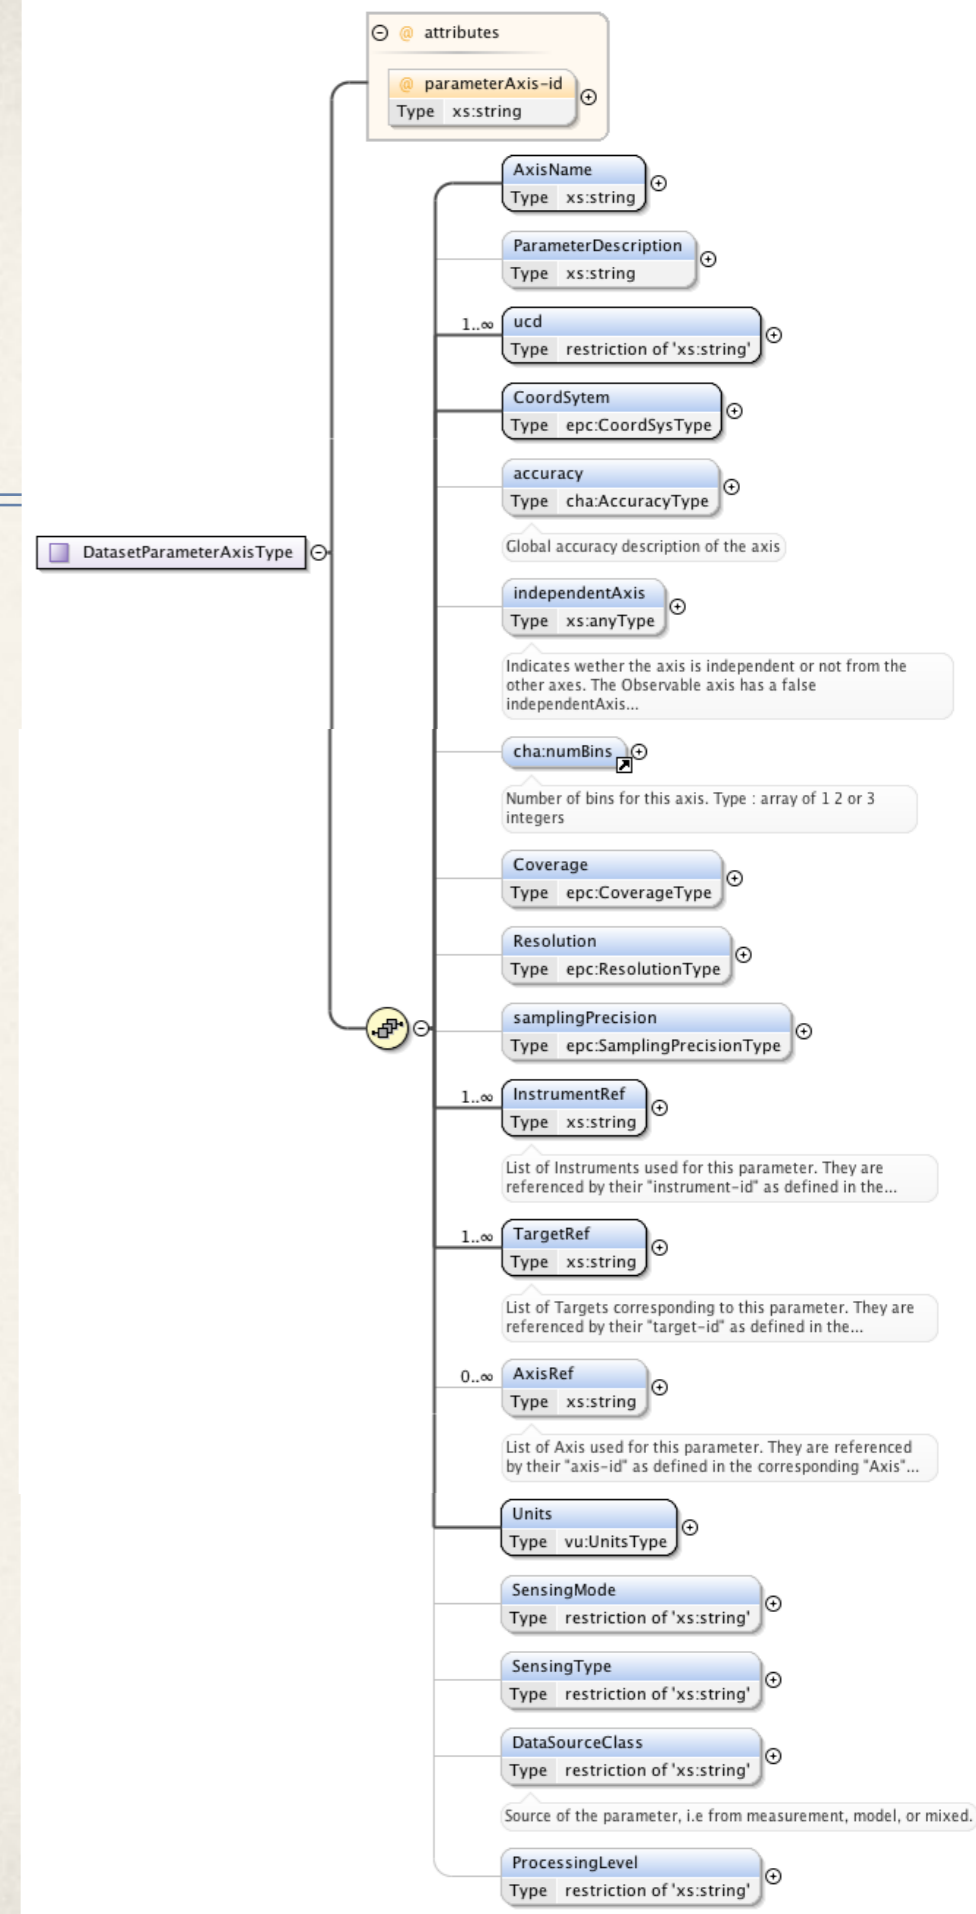 @ attributes
@ parameterAxis-id
Type xs:string
AxisName
Type xs:string
ParameterDescription
Type xs:string
1..∞
ucd
Type restriction of 'xs:string'
CoordSytem
Type epc:CoordSysType
accuracy
Type cha:AccuracyType
Global accuracy description of the axis
DatasetParameterAxisType
independentAxis
Type xs:anyType
Indicates wether the axis is independent or not from the
other axes. The Observable axis has a false
independentAxis...
cha:numBins
Number of bins for this axis. Type : array of 1 2 or 3
integers
Coverage
Type epc:CoverageType
Resolution
Type epc:ResolutionType
samplingPrecision
Type epc:SamplingPrecisionType
1..∞
InstrumentRef
Type xs:string
List of Instruments used for this parameter. They are
referenced by their "instrument-id" as defined in the...
1..∞
TargetRef
Type xs:string
List of Targets corresponding to this parameter. They are
referenced by their "target-id" as defined in the...
0..∞
AxisRef
Type xs:string
List of Axis used for this parameter. They are referenced
by their "axis-id" as defined in the corresponding "Axis"...
Units
Type vu:UnitsType
SensingMode
Type restriction of 'xs:string'
SensingType
Type restriction of 'xs:string'
DataSourceClass
Type restriction of 'xs:string'
Source of the parameter, i.e from measurement, model, or mixed.
ProcessingLevel
Type restriction of 'xs:string'